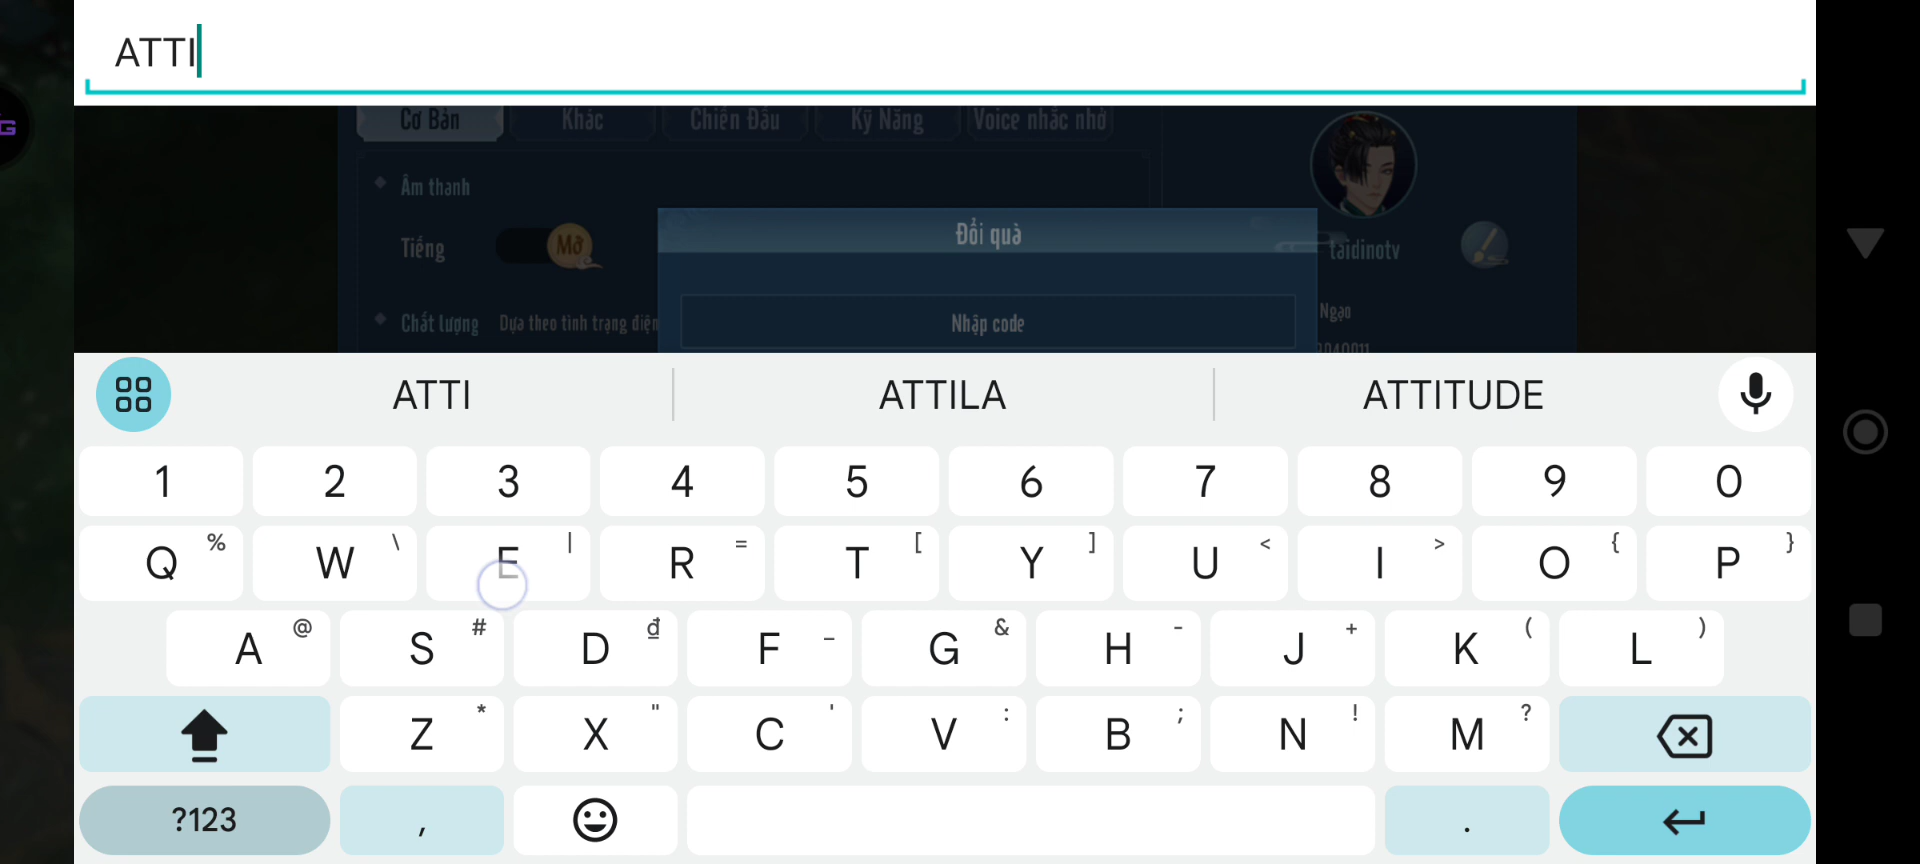 ATTI
G
Cơ Bản Khác Chiến Đấu Kỹ Năng Voice nhắc nhở
Âm thanh
Tiếng Mở
Chất lượng Dựa theo tình trạng điện
Đổi quà
Nhập code
taidinotv
Ngạo
ATTI ATTILA ATTITUDE
1 2 3 4 5 6 7 8 9 0
Q % W \ E | R = T [ Y ] U < I > O { P }
A @ S # D đ F _ G & H - J + K ( L )
Z * X " C ' V : B ; N ! M ?
?123 , .